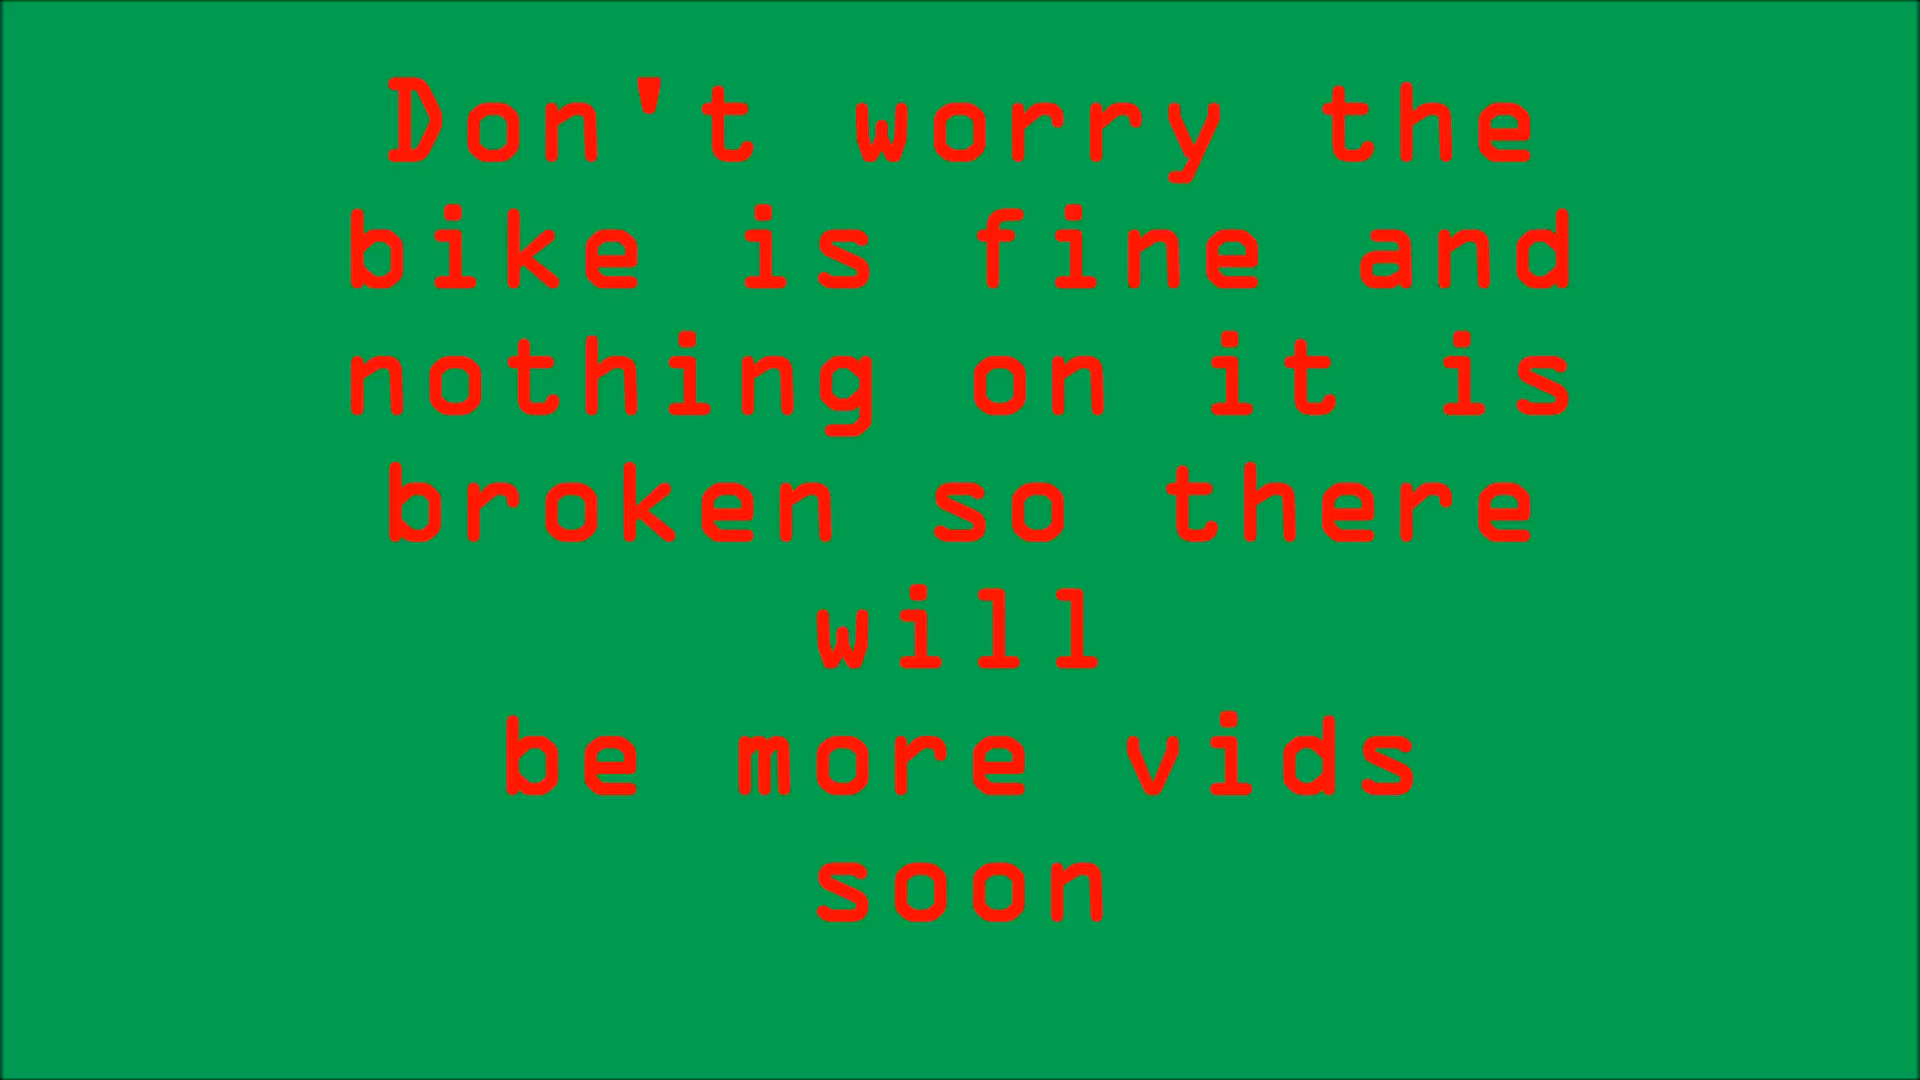 Don't worry the
bike is fine and
nothing on it is
broken so there
will
be more vids
soon